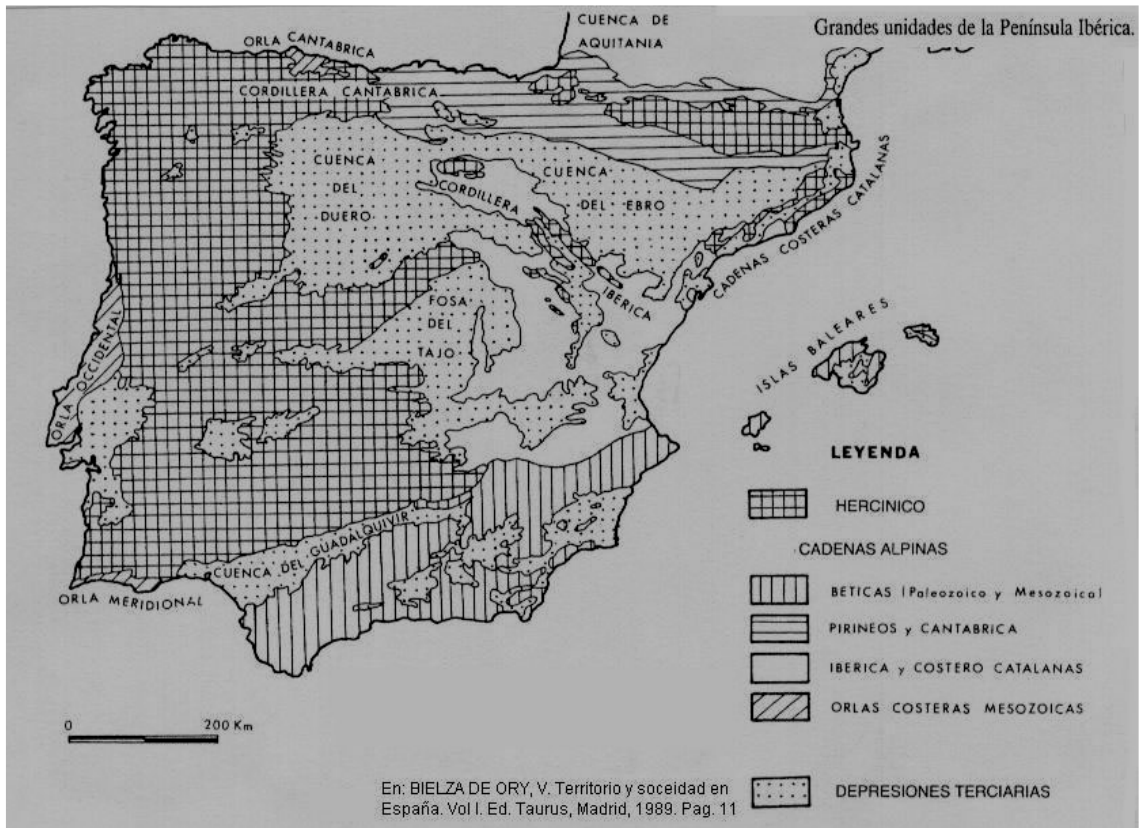 Grandes unidades de la Península Ibérica.
CUENCA DE
AQUITANIA
ORLA CANTABRICA
CORDILLERA CANTABRICA
CUENCA
DEL
DUERO
CORDILLERA
IBERICA
CUENCA
DEL EBRO
CADENAS COSTERAS CATALANAS
FOSA
DEL
TAJO
ORLA OCCIDENTAL
ISLAS BALEARES
CUENCA DEL GUADALQUIVIR
ORLA MERIDIONAL
LEYENDA
HERCINICO
CADENAS ALPINAS
BETICAS (Paleozoico y Mesozoico)
PIRINEOS y CANTABRICA
IBERICA y COSTERO CATALANAS
ORLAS COSTERAS MESOZOICAS
DEPRESIONES TERCIARIAS
0 200 Km
En: BIELZA DE ORY, V. Territorio y soceidad en
España. Vol I. Ed. Taurus, Madrid, 1989. Pag. 11